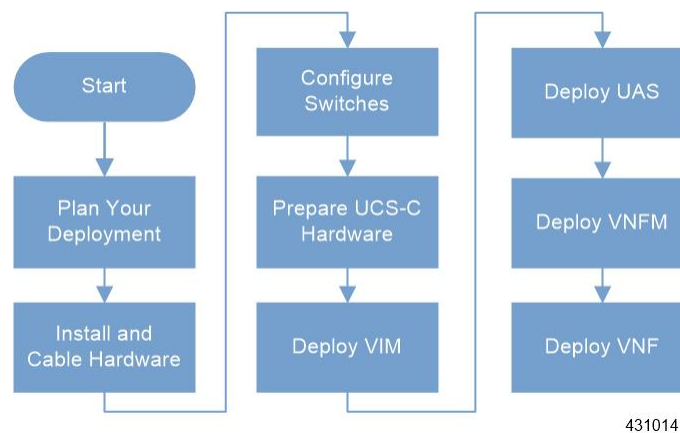 Start
Plan Your
Deployment
Install and
Cable Hardware
Configure
Switches
Prepare UCS-C
Hardware
Deploy VIM
Deploy UAS
Deploy VNFM
Deploy VNF
431014